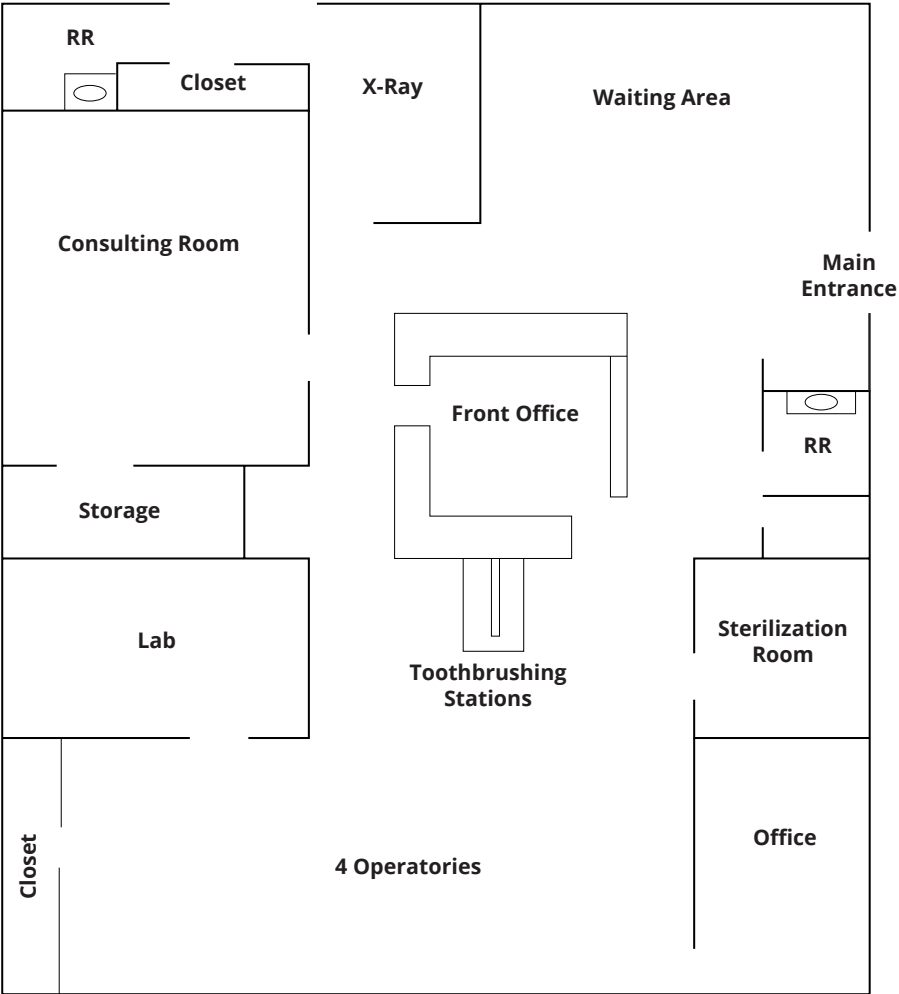 RR
Closet
X-Ray
Waiting Area
Consulting Room
Main
Entrance
Front Office
RR
Storage
Sterilization
Room
Lab
Toothbrushing
Stations
Office
Closet
4 Operatories